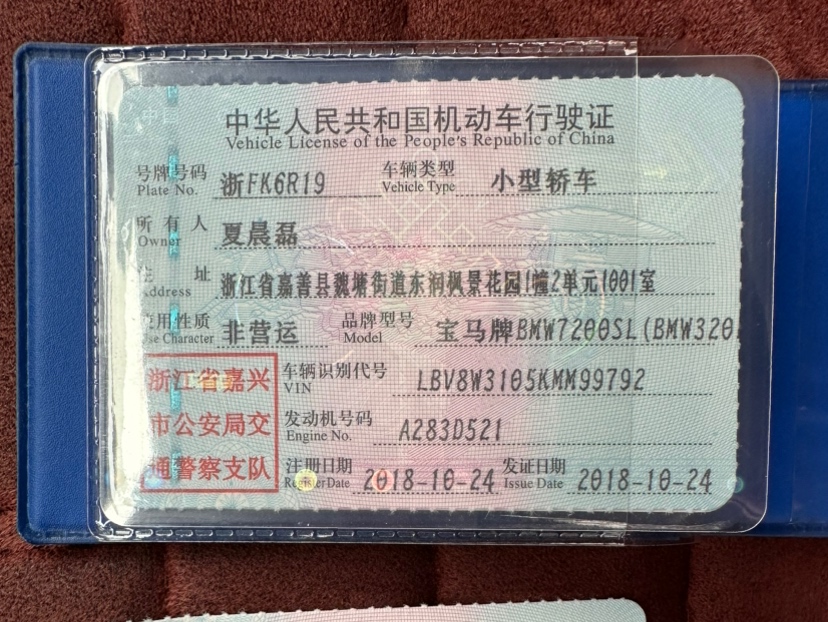 中华人民共和国机动车行驶证
Vehicle License of the People's Republic of China
号牌号码 浙FK6R19 车辆类型 小型轿车
Plate No. Vehicle Type
所有人 夏晨磊
Owner
住址 浙江省嘉善县魏塘街道东润枫景花园1幢2单元1001室
Address
使用性质 非营运 品牌型号 宝马牌BMW7200SL(BMW320
Use Character Model
浙江省嘉兴
市公安局交
通警察支队
车辆识别代号 LBV8W3105KMM99792
VIN
发动机号码 A283D521
Engine No.
注册日期 2018-10-24 发证日期 2018-10-24
Register Date Issue Date